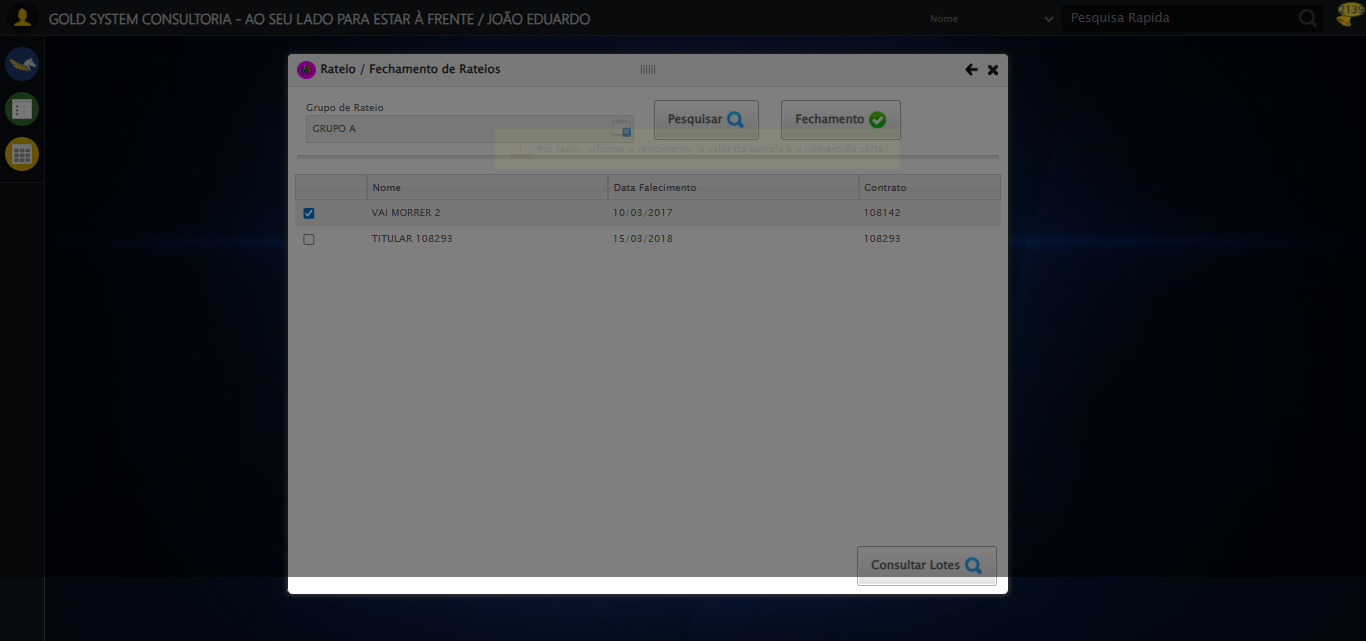 GOLD SYSTEM CONSULTORIA - AO SEU LADO PARA ESTAR À FRENTE / JOÃO EDUARDO
Nome
Pesquisa Rapida
2139
Rateio / Fechamento de Rateios
Grupo de Rateio
GRUPO A
Pesquisar
Fechamento
Por favor, informe o vencimento, o valor da parcela e o número da carta.
Nome Data Falecimento Contrato
VAI MORRER 2 10/03/2017 108142
TITULAR 108293 15/03/2018 108293
Consultar Lotes